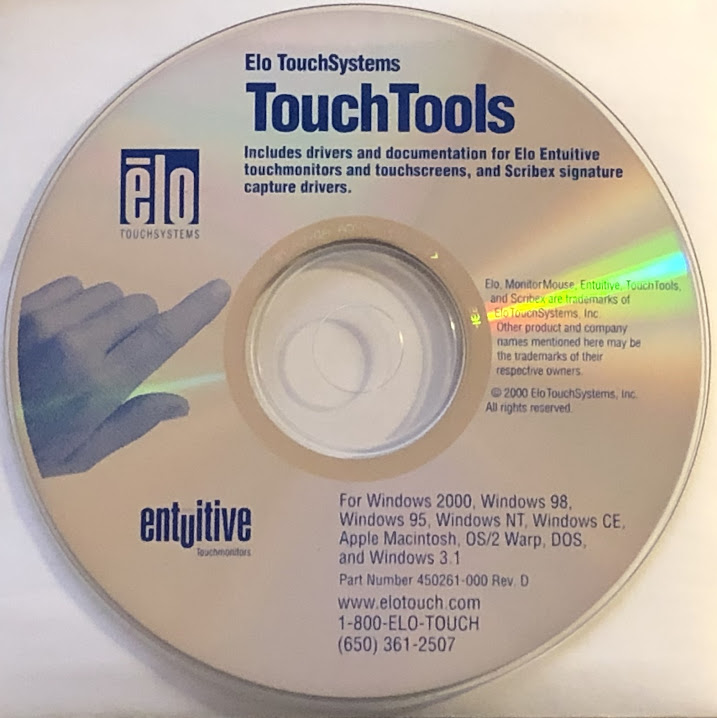 Elo TouchSystems
TouchTools
Includes drivers and documentation for Elo Entuitive
touchmonitors and touchscreens, and Scribex signature
capture drivers.
ēlo
TOUCHSYSTEMS
Elo, MonitorMouse, Entuitive, TouchTools,
and Scribex are trademarks of
Elo TouchSystems, Inc.
Other product and company
names mentioned here may be
the trademarks of their
respective owners.
© 2000 Elo TouchSystems, Inc.
All rights reserved.
entuitive
Touchmonitors
For Windows 2000, Windows 98,
Windows 95, Windows NT, Windows CE,
Apple Macintosh, OS/2 Warp, DOS,
and Windows 3.1
Part Number 450261-000 Rev. D
www.elotouch.com
1-800-ELO-TOUCH
(650) 361-2507